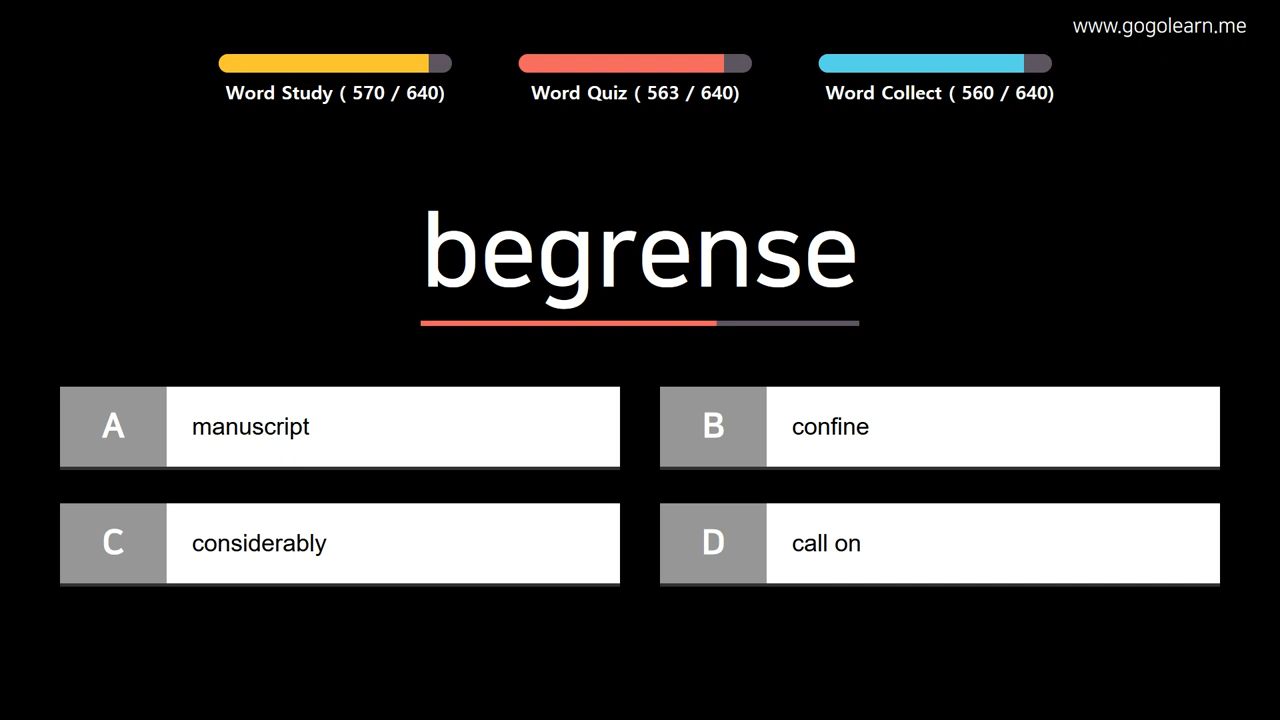 www.gogolearn.me
Word Study ( 570 / 640)
Word Quiz ( 563 / 640)
Word Collect ( 560 / 640)
begrense
A manuscript
B confine
C considerably
D call on